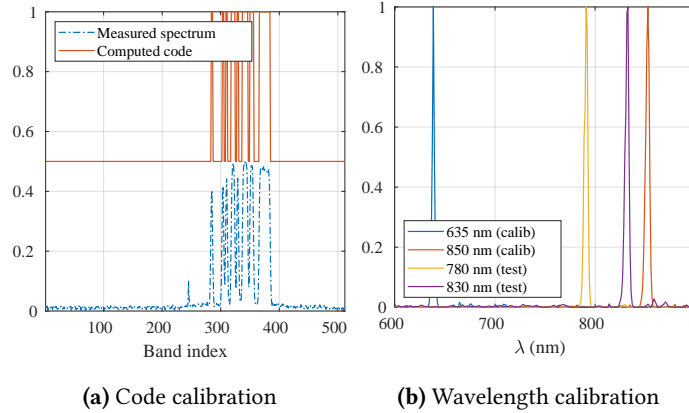 1
0.8
0.6
0.4
0.2
0
100
200
300
400
500
Band index
Measured spectrum
Computed code
(a) Code calibration
1
0.8
0.6
0.4
0.2
0
600
700
800
λ (nm)
635 nm (calib)
850 nm (calib)
780 nm (test)
830 nm (test)
(b) Wavelength calibration